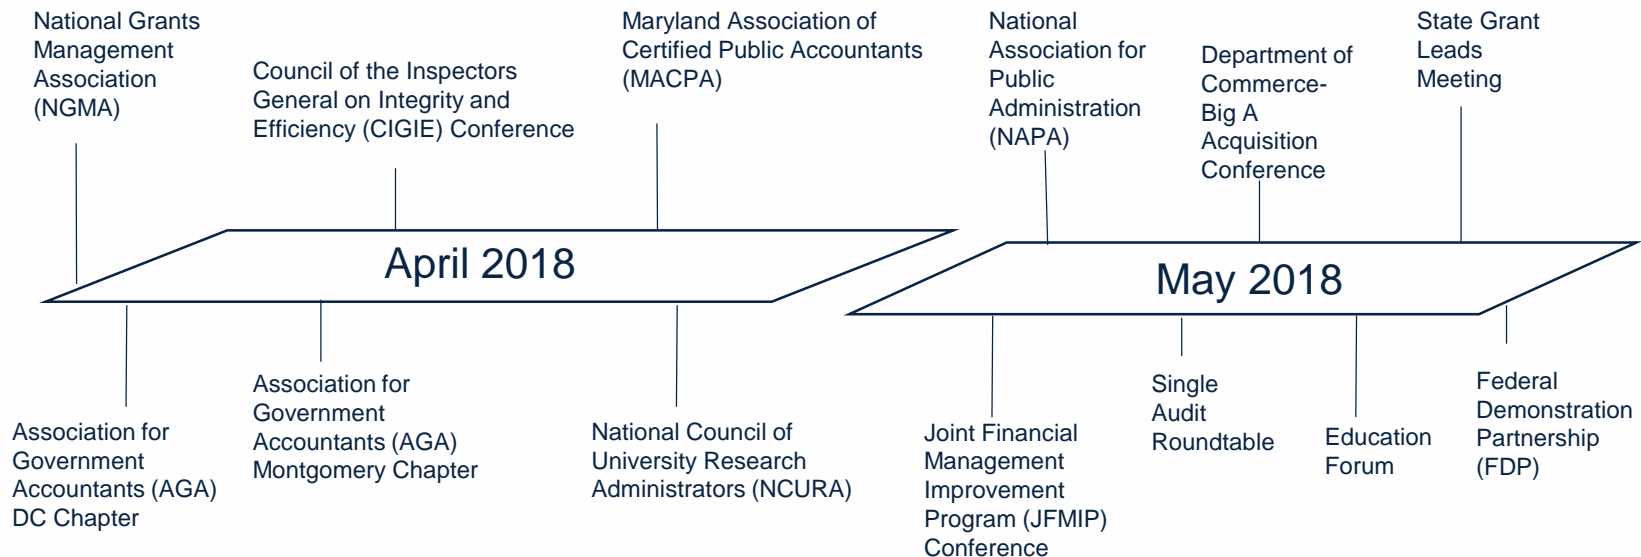 National Grants
Management
Association
(NGMA)
Council of the Inspectors
General on Integrity and
Efficiency (CIGIE) Conference
Maryland Association of
Certified Public Accountants
(MACPA)
National
Association for
Public
Administration
(NAPA)
Department of
Commerce-
Big A
Acquisition
Conference
State Grant
Leads
Meeting
April 2018
May 2018
Association for
Government
Accountants (AGA)
DC Chapter
Association for
Government
Accountants (AGA)
Montgomery Chapter
National Council of
University Research
Administrators (NCURA)
Joint Financial
Management
Improvement
Program (JFMIP)
Conference
Single
Audit
Roundtable
Education
Forum
Federal
Demonstration
Partnership
(FDP)